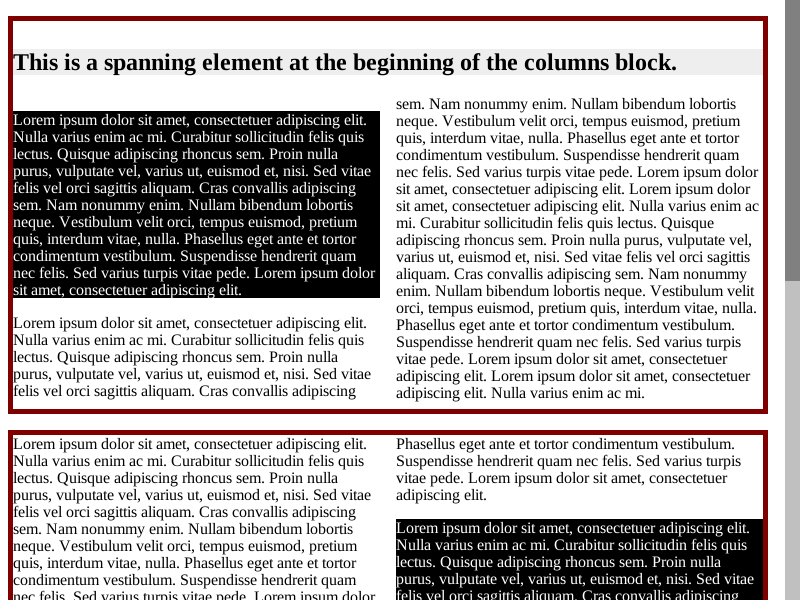 This is a spanning element at the beginning of the columns block.
Lorem ipsum dolor sit amet, consectetuer adipiscing elit.
Nulla varius enim ac mi. Curabitur sollicitudin felis quis
lectus. Quisque adipiscing rhoncus sem. Proin nulla
purus, vulputate vel, varius ut, euismod et, nisi. Sed vitae
felis vel orci sagittis aliquam. Cras convallis adipiscing
sem. Nam nonummy enim. Nullam bibendum lobortis
neque. Vestibulum velit orci, tempus euismod, pretium
quis, interdum vitae, nulla. Phasellus eget ante et tortor
condimentum vestibulum. Suspendisse hendrerit quam
nec felis. Sed varius turpis vitae pede. Lorem ipsum dolor
sit amet, consectetuer adipiscing elit.
Lorem ipsum dolor sit amet, consectetuer adipiscing elit.
Nulla varius enim ac mi. Curabitur sollicitudin felis quis
lectus. Quisque adipiscing rhoncus sem. Proin nulla
purus, vulputate vel, varius ut, euismod et, nisi. Sed vitae
felis vel orci sagittis aliquam. Cras convallis adipiscing
sem. Nam nonummy enim. Nullam bibendum lobortis
neque. Vestibulum velit orci, tempus euismod, pretium
quis, interdum vitae, nulla. Phasellus eget ante et tortor
condimentum vestibulum. Suspendisse hendrerit quam
nec felis. Sed varius turpis vitae pede. Lorem ipsum dolor
sit amet, consectetuer adipiscing elit. Lorem ipsum dolor
sit amet, consectetuer adipiscing elit. Nulla varius enim ac
mi. Curabitur sollicitudin felis quis lectus. Quisque
adipiscing rhoncus sem. Proin nulla purus, vulputate vel,
varius ut, euismod et, nisi. Sed vitae felis vel orci sagittis
aliquam. Cras convallis adipiscing sem. Nam nonummy
enim. Nullam bibendum lobortis neque. Vestibulum velit
orci, tempus euismod, pretium quis, interdum vitae, nulla.
Phasellus eget ante et tortor condimentum vestibulum.
Suspendisse hendrerit quam nec felis. Sed varius turpis
vitae pede. Lorem ipsum dolor sit amet, consectetuer
adipiscing elit. Lorem ipsum dolor sit amet, consectetuer
adipiscing elit. Nulla varius enim ac mi.
Lorem ipsum dolor sit amet, consectetuer adipiscing elit.
Nulla varius enim ac mi. Curabitur sollicitudin felis quis
lectus. Quisque adipiscing rhoncus sem. Proin nulla
purus, vulputate vel, varius ut, euismod et, nisi. Sed vitae
felis vel orci sagittis aliquam. Cras convallis adipiscing
sem. Nam nonummy enim. Nullam bibendum lobortis
neque. Vestibulum velit orci, tempus euismod, pretium
quis, interdum vitae, nulla. Phasellus eget ante et tortor
condimentum vestibulum. Suspendisse hendrerit quam
nec felis. Sed varius turpis vitae pede. Lorem ipsum dolor
Phasellus eget ante et tortor condimentum vestibulum.
Suspendisse hendrerit quam nec felis. Sed varius turpis
vitae pede. Lorem ipsum dolor sit amet, consectetuer
adipiscing elit.
Lorem ipsum dolor sit amet, consectetuer adipiscing elit.
Nulla varius enim ac mi. Curabitur sollicitudin felis quis
lectus. Quisque adipiscing rhoncus sem. Proin nulla
purus, vulputate vel, varius ut, euismod et, nisi. Sed vitae
felis vel orci sagittis aliquam. Cras convallis adipiscing